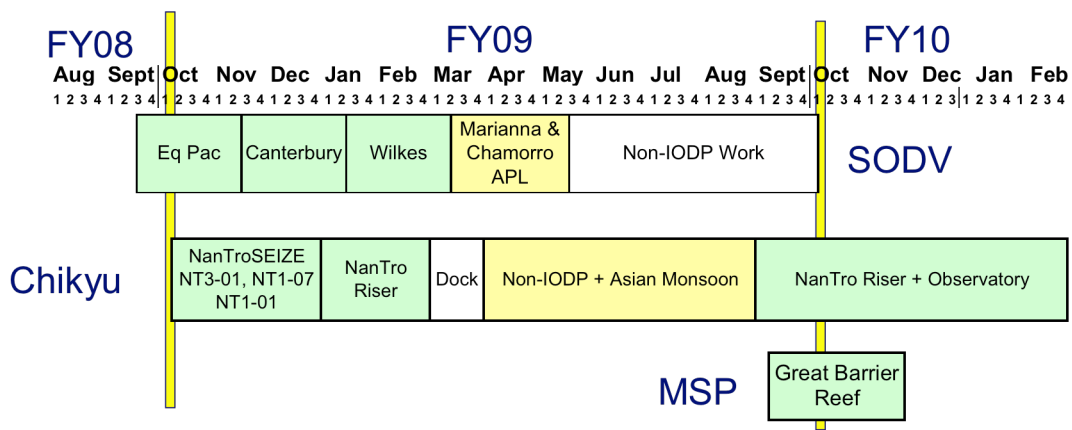 FY08 FY09 FY10
Aug Sept Oct Nov Dec Jan Feb Mar Apr May Jun Jul Aug Sept Oct Nov Dec Jan Feb
1 2 3 4 1 2 3 4 1 2 3 4 1 2 3 4 1 2 3 4 1 2 3 4 1 2 3 4 1 2 3 4 1 2 3 4 1 2 3 4 1 2 3 4 1 2 3 4 1 2 3 4 1 2 3 4 1 2 3 4 1 2 3 4 1 2 3 1 2 3 4 1 2 3 4
Eq Pac
Canterbury
Wilkes
Marianna &
Chamorro
APL
Non-IODP Work
SODV
Chikyu
NanTroSEIZE
NT3-01, NT1-07
NT1-01
NanTro
Riser
Dock
Non-IODP + Asian Monsoon
NanTro Riser + Observatory
MSP
Great Barrier
Reef